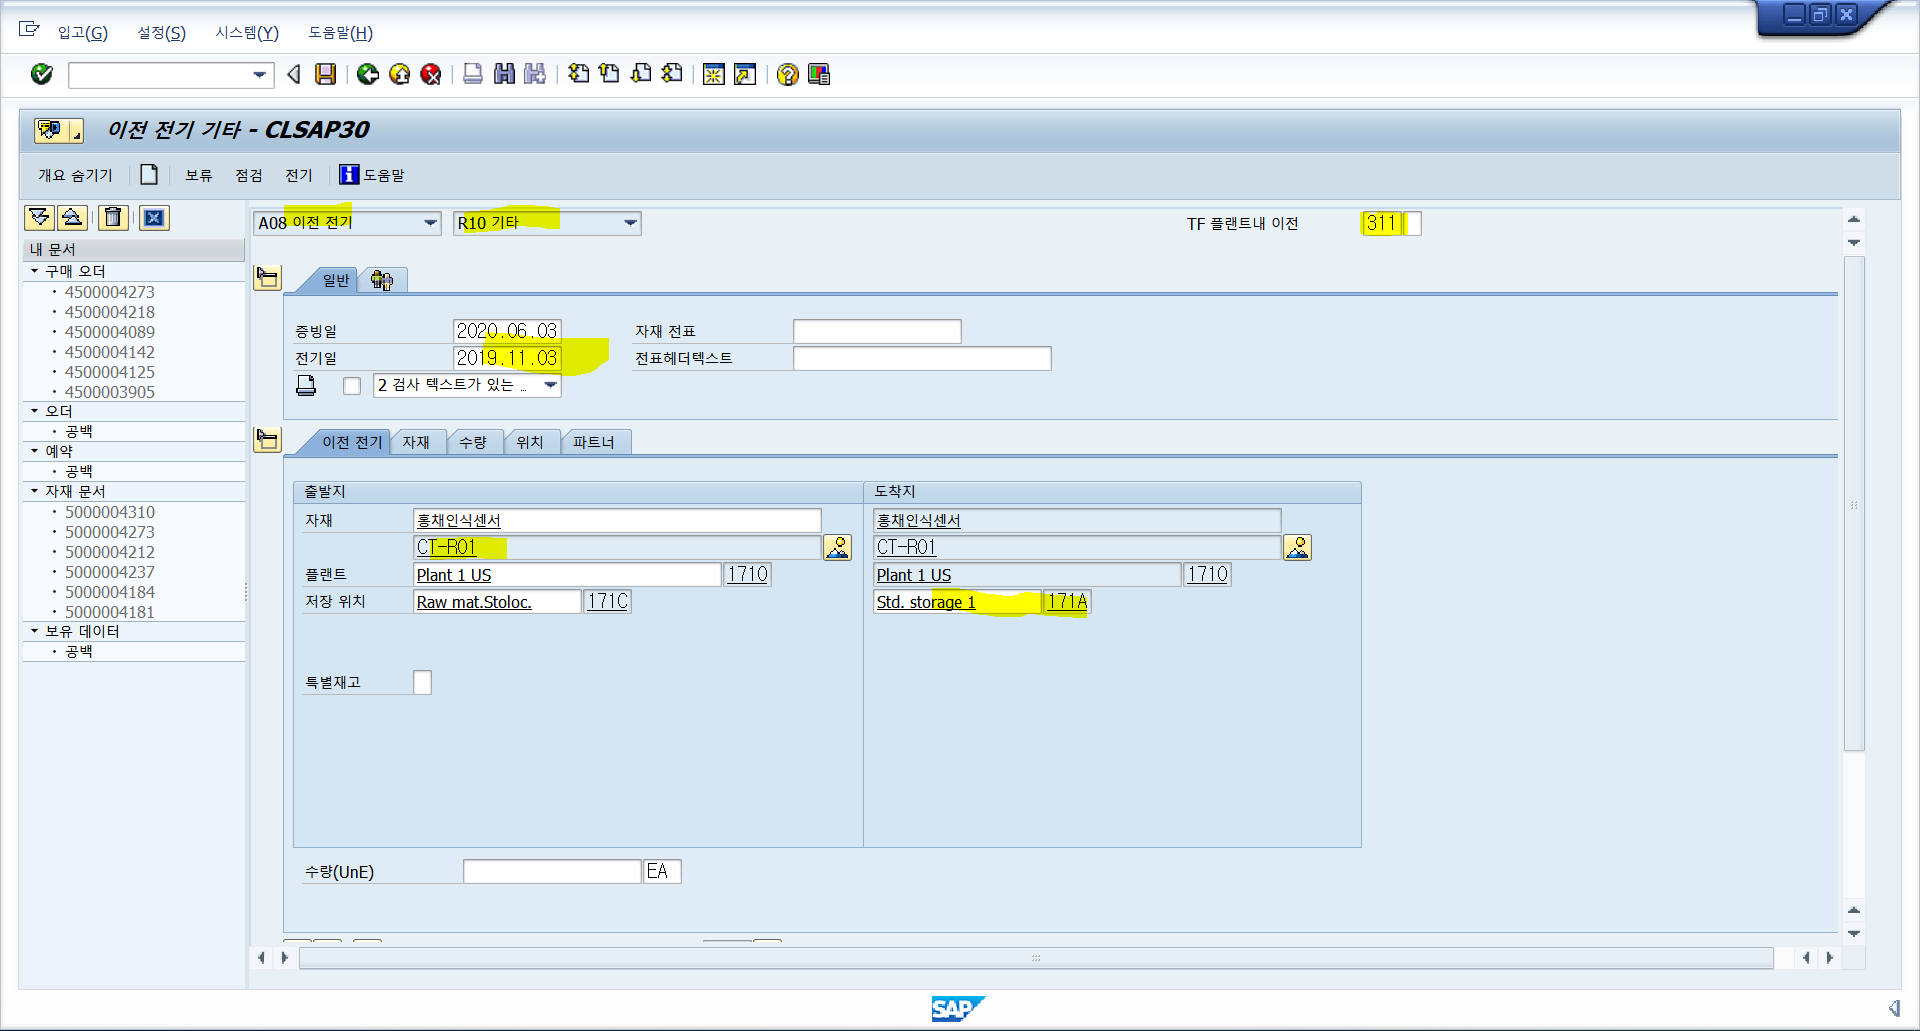 입고(G) 설정(S) 시스템(Y) 도움말(H)
이전 전기 기타 - CLSAP30
개요 숨기기 보류 점검 전기 도움말
A08 이전 전기 R10 기타 TF 플랜트내 이전 311
내 문서
구매 오더
4500004273
4500004218
4500004089
4500004142
4500004125
4500003905
오더
공백
예약
공백
자재 문서
5000004310
5000004273
5000004212
5000004237
5000004184
5000004181
보유 데이터
공백
일반
증빙일 2020.06.03 자재 전표
전기일 2019.11.03 전표헤더텍스트
2 검사 텍스트가 있는 ..
이전 전기 자재 수량 위치 파트너
출발지 도착지
자재 홍채인식센서 홍채인식센서
CT-R01 CT-R01
플랜트 Plant 1 US 1710 Plant 1 US 1710
저장 위치 Raw mat.Stoloc. 171C Std. storage 1 171A
특별재고
수량(UnE) EA
SAP